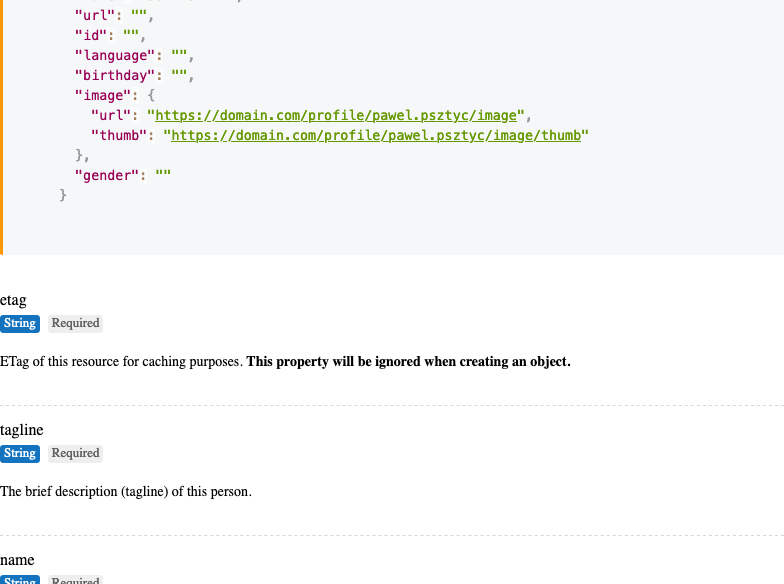 "url": "",
"id": "",
"language": "",
"birthday": "",
"image": {
"url": "https://domain.com/profile/pawel.psztyc/image",
"thumb": "https://domain.com/profile/pawel.psztyc/image/thumb"
},
"gender": ""
}
etag
String Required
ETag of this resource for caching purposes. This property will be ignored when creating an object.
tagline
String Required
The brief description (tagline) of this person.
name
String Required